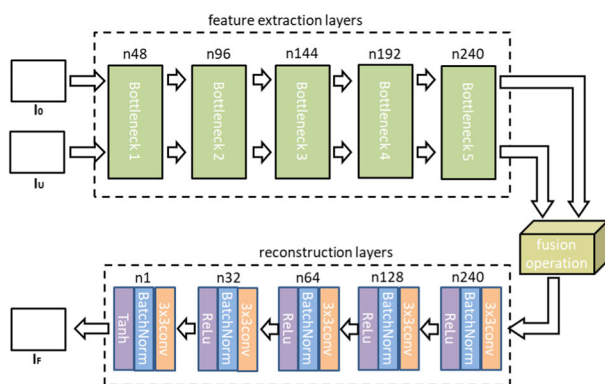 feature extraction layers
n48 n96 n144 n192 n240
I₀
Bottleneck 1
Bottleneck 2
Bottleneck 3
Bottleneck 4
Bottleneck 5
Iᵤ
fusion
operation
reconstruction layers
n1 n32 n64 n128 n240
Tanh
BatchNorm
3x3conv
ReLu
BatchNorm
3x3conv
ReLu
BatchNorm
3x3conv
ReLu
BatchNorm
3x3conv
ReLu
BatchNorm
3x3conv
I_F